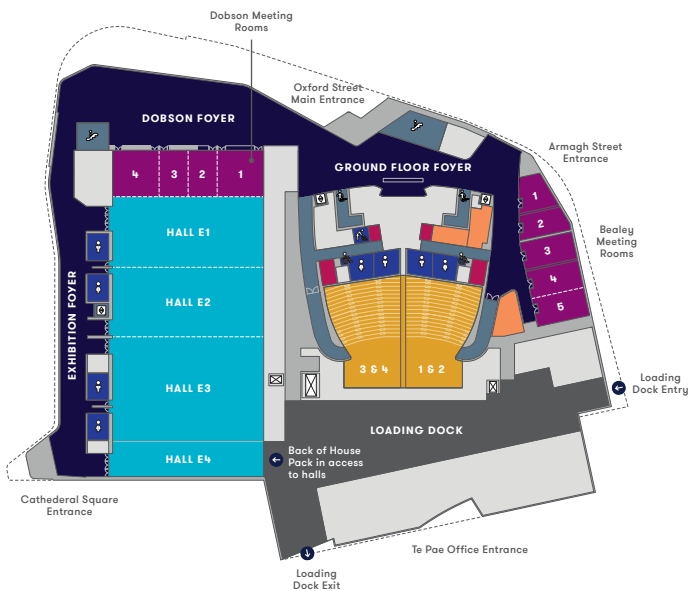 Dobson Meeting
Rooms
Oxford Street
Main Entrance
DOBSON FOYER
Armagh Street
Entrance
GROUND FLOOR FOYER
4
3
2
1
1
2
3
4
5
Bealey
Meeting
Rooms
HALL E1
HALL E2
EXHIBITION FOYER
HALL E3
3 & 4
1 & 2
Loading
Dock Entry
LOADING DOCK
HALL E4
Back of House
Pack in access
to halls
Cathederal Square
Entrance
Te Pae Office Entrance
Loading
Dock Exit